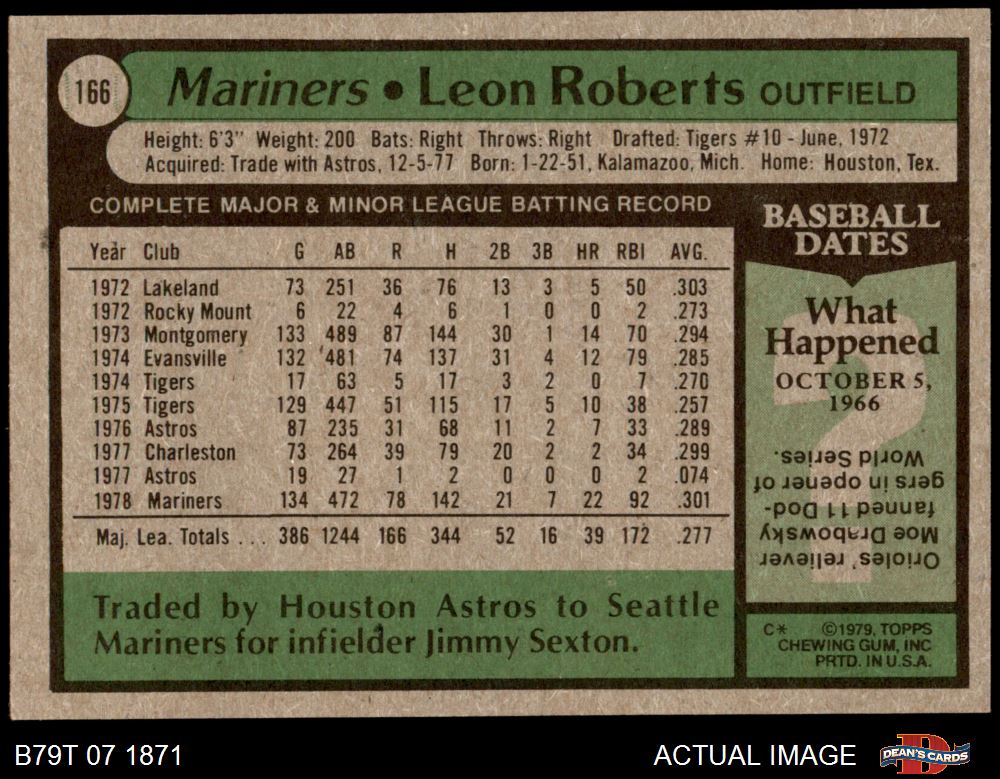 166
Mariners • Leon Roberts OUTFIELD
Height: 6'3" Weight: 200 Bats: Right Throws: Right Drafted: Tigers #10 - June, 1972
Acquired: Trade with Astros, 12-5-77 Born: 1-22-51, Kalamazoo, Mich. Home: Houston, Tex.
COMPLETE MAJOR & MINOR LEAGUE BATTING RECORD
Year Club G AB R H 2B 3B HR RBI AVG.
1972 Lakeland 73 251 36 76 13 3 5 50 .303
1972 Rocky Mount 6 22 4 6 1 0 0 2 .273
1973 Montgomery 133 489 87 144 30 1 14 70 .294
1974 Evansville 132 481 74 137 31 4 12 79 .285
1974 Tigers 17 63 5 17 3 2 0 7 .270
1975 Tigers 129 447 51 115 17 5 10 38 .257
1976 Astros 87 235 31 68 11 2 7 33 .289
1977 Charleston 73 264 39 79 20 2 2 34 .299
1977 Astros 19 27 1 2 0 0 0 2 .074
1978 Mariners 134 472 78 142 21 7 22 92 .301
Maj. Lea. Totals . . . 386 1244 166 344 52 16 39 172 .277
Traded by Houston Astros to Seattle
Mariners for infielder Jimmy Sexton.
BASEBALL
DATES
What
Happened
OCTOBER 5,
1966
Orioles' reliever
Moe Drabowsky
fanned 11 Dod-
gers in opener of
World Series.
C* ©1979, TOPPS
CHEWING GUM, INC
PRTD. IN U.S.A.
B79T 07 1871
ACTUAL IMAGE
DEAN'S CARDS